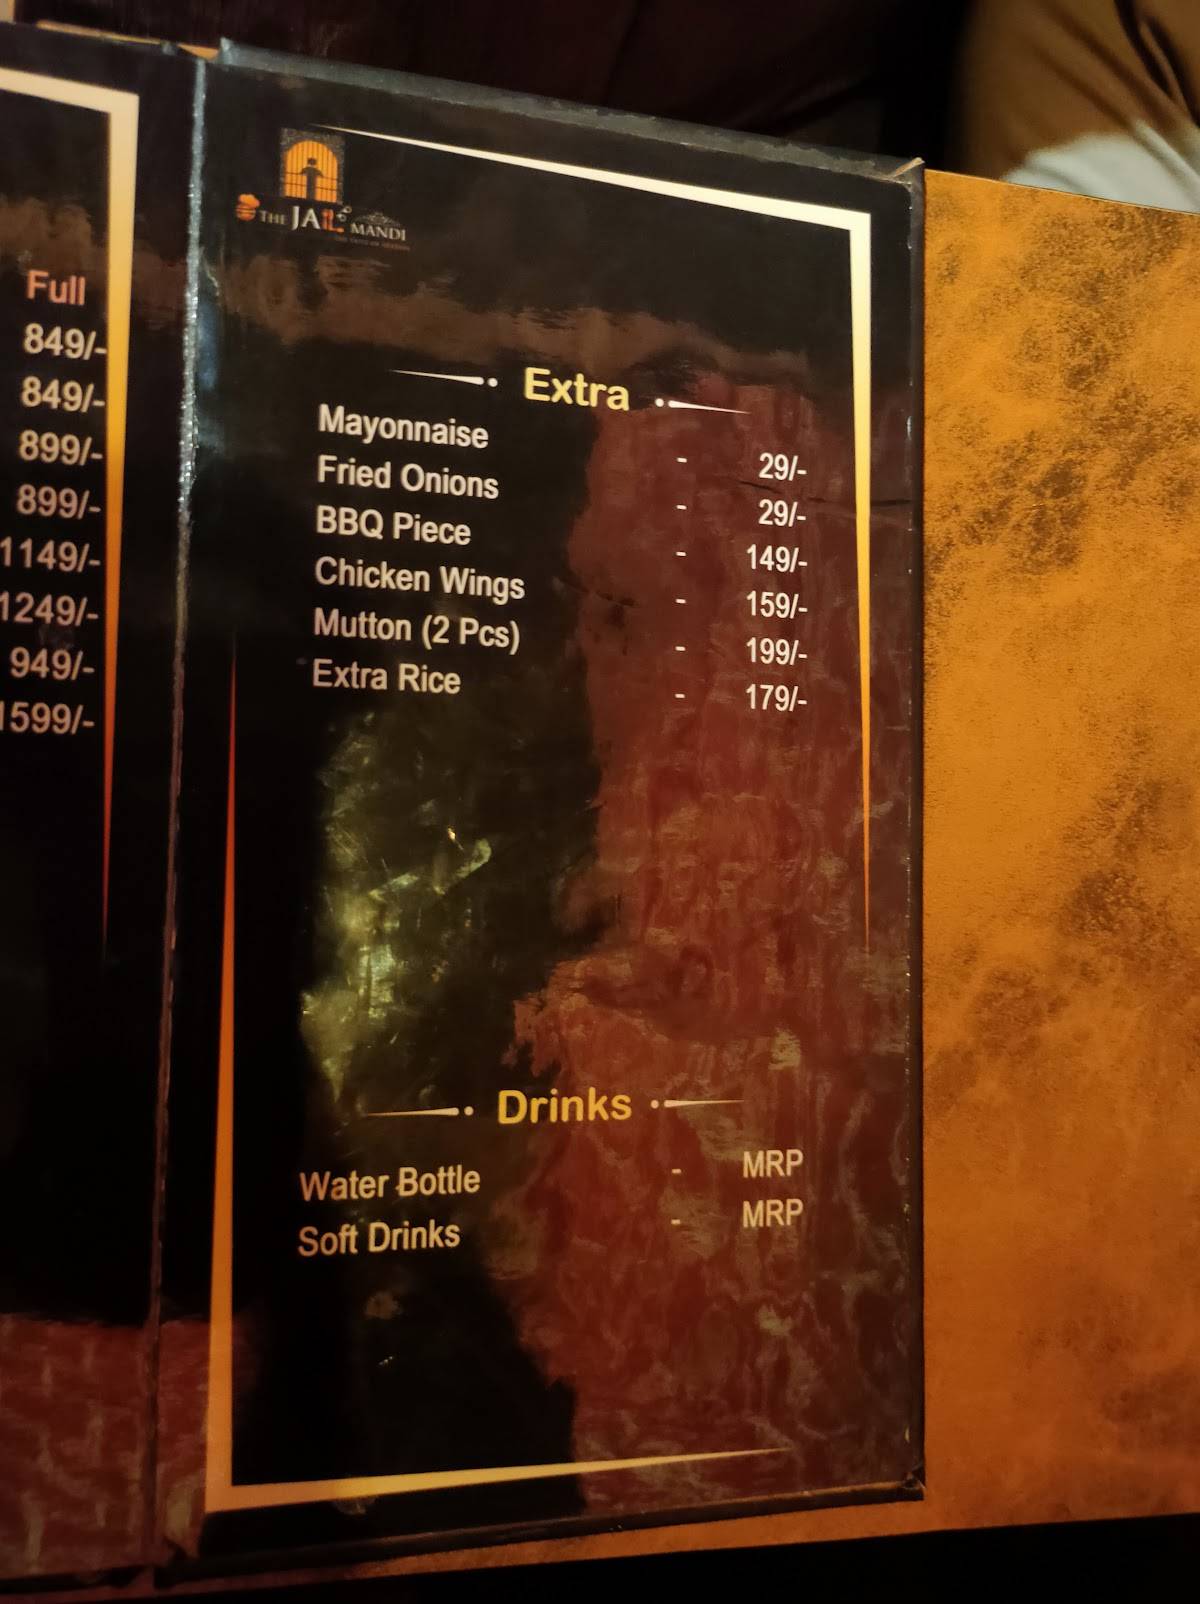 Full
849/-
849/-
899/-
899/-
1149/-
1249/-
949/-
1599/-
THE JAIL MANDI
Extra
Mayonnaise - 29/-
Fried Onions - 29/-
BBQ Piece - 149/-
Chicken Wings - 159/-
Mutton (2 Pcs) - 199/-
Extra Rice - 179/-
Drinks
Water Bottle - MRP
Soft Drinks - MRP